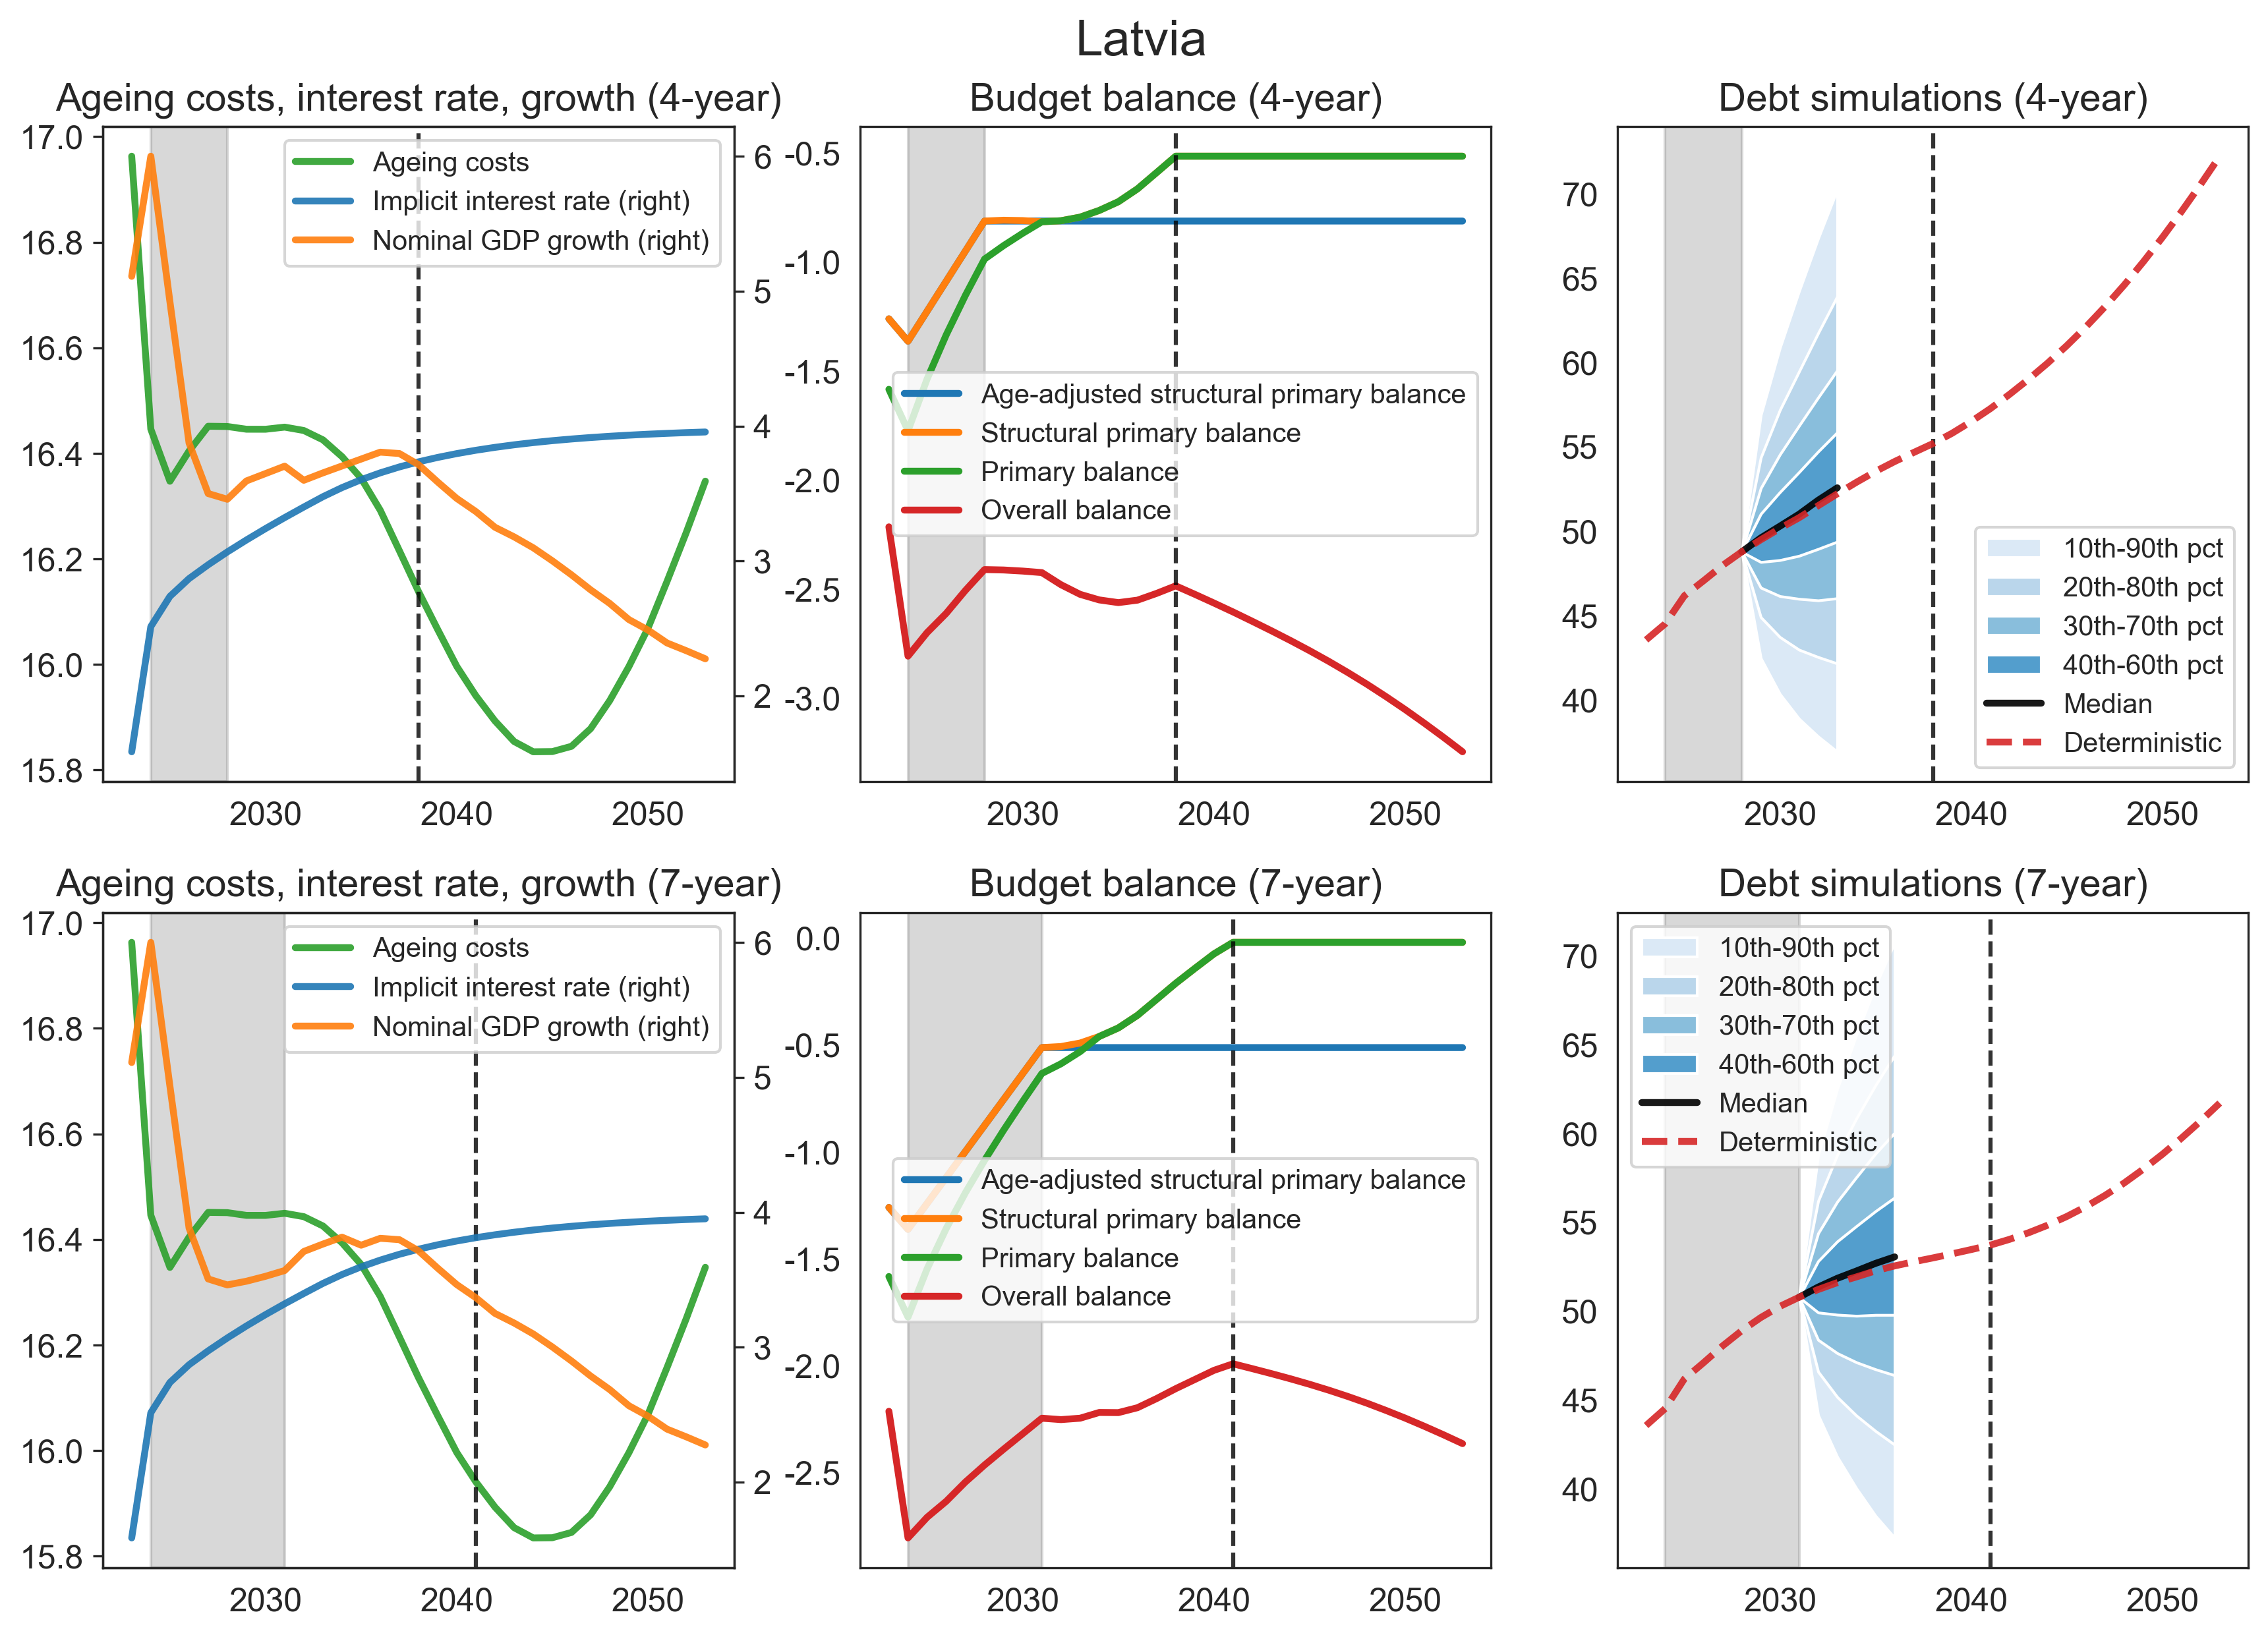 Latvia
Ageing costs, interest rate, growth (4-year)
17.0
16.8
16.6
16.4
16.2
16.0
15.8
6
5
4
3
2
2030 2040 2050
Ageing costs
Implicit interest rate (right)
Nominal GDP growth (right)
Budget balance (4-year)
-0.5
-1.0
-1.5
-2.0
-2.5
-3.0
2030 2040 2050
Age-adjusted structural primary balance
Structural primary balance
Primary balance
Overall balance
Debt simulations (4-year)
70
65
60
55
50
45
40
2030 2040 2050
10th-90th pct
20th-80th pct
30th-70th pct
40th-60th pct
Median
Deterministic
Ageing costs, interest rate, growth (7-year)
17.0
16.8
16.6
16.4
16.2
16.0
15.8
6
5
4
3
2
2030 2040 2050
Ageing costs
Implicit interest rate (right)
Nominal GDP growth (right)
Budget balance (7-year)
0.0
-0.5
-1.0
-1.5
-2.0
-2.5
2030 2040 2050
Age-adjusted structural primary balance
Structural primary balance
Primary balance
Overall balance
Debt simulations (7-year)
70
65
60
55
50
45
40
2030 2040 2050
10th-90th pct
20th-80th pct
30th-70th pct
40th-60th pct
Median
Deterministic